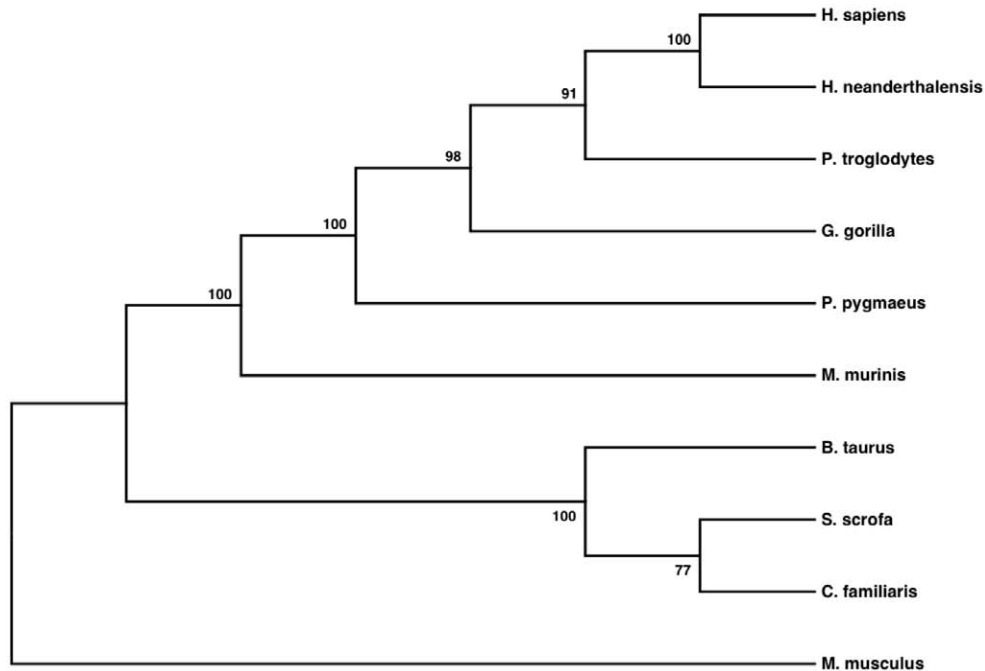 H. sapiens
100
H. neanderthalensis
91
P. troglodytes
98
G. gorilla
100
P. pygmaeus
100
M. murinis
B. taurus
100
S. scrofa
77
C. familiaris
M. musculus